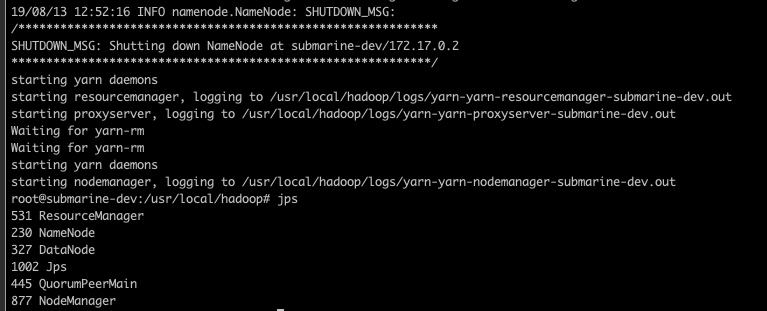 19/08/13 12:52:16 INFO namenode.NameNode: SHUTDOWN_MSG:
/************************************************************
SHUTDOWN_MSG: Shutting down NameNode at submarine-dev/172.17.0.2
************************************************************/
starting yarn daemons
starting resourcemanager, logging to /usr/local/hadoop/logs/yarn-yarn-resourcemanager-submarine-dev.out
starting proxyserver, logging to /usr/local/hadoop/logs/yarn-yarn-proxyserver-submarine-dev.out
Waiting for yarn-rm
Waiting for yarn-rm
starting yarn daemons
starting nodemanager, logging to /usr/local/hadoop/logs/yarn-yarn-nodemanager-submarine-dev.out
root@submarine-dev:/usr/local/hadoop# jps
531 ResourceManager
230 NameNode
327 DataNode
1002 Jps
445 QuorumPeerMain
877 NodeManager